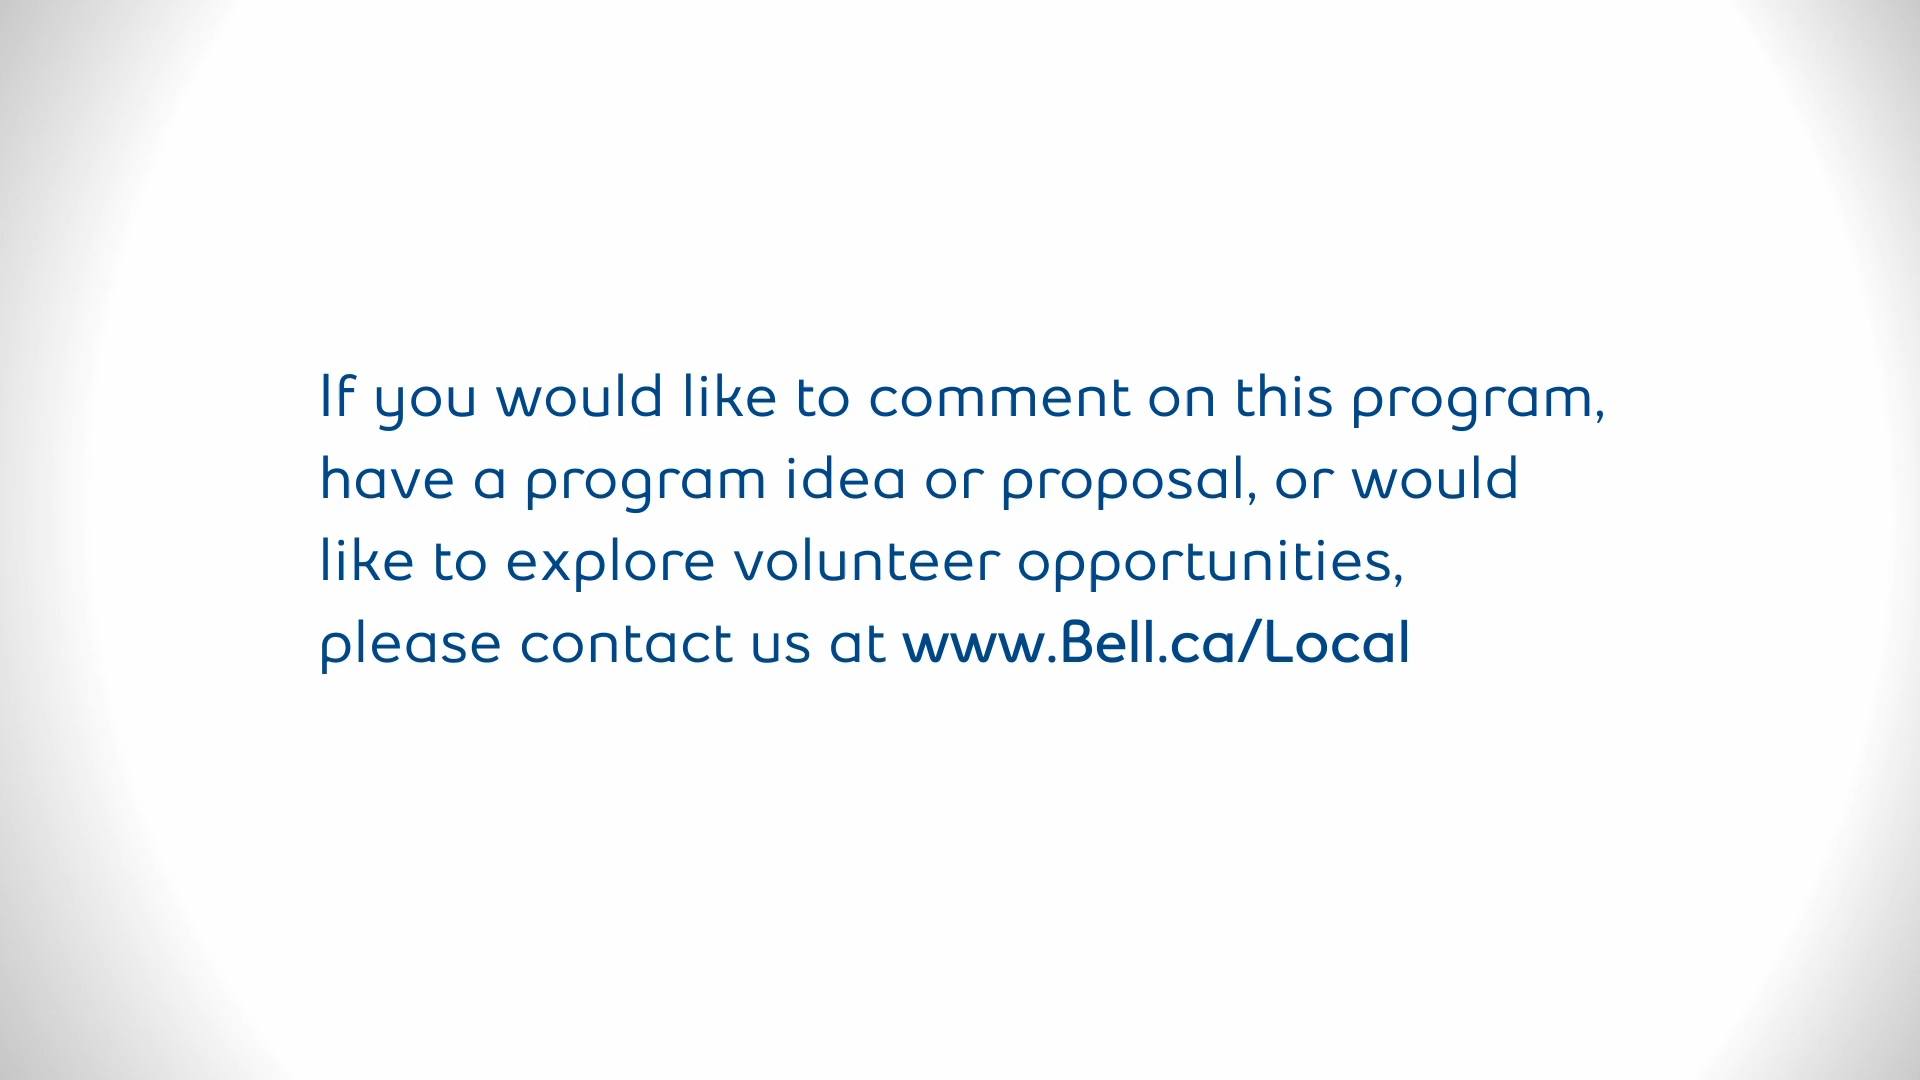 If you would like to comment on this program,
have a program idea or proposal, or would
like to explore volunteer opportunities,
please contact us at www.Bell.ca/Local